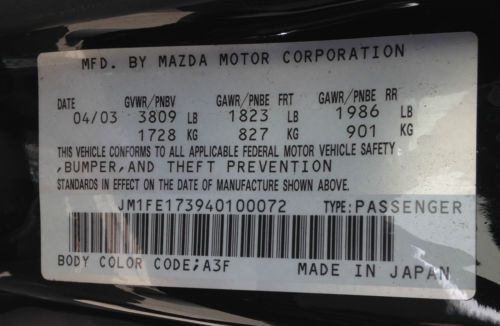 MFD. BY MAZDA MOTOR CORPORATION
DATE GVWR/PNBV GAWR/PNBE FRT GAWR/PNBE RR
04/03 3809 LB 1823 LB 1986 LB
1728 KG 827 KG 901 KG
THIS VEHICLE CONFORMS TO ALL APPLICABLE FEDERAL MOTOR VEHICLE SAFETY
,BUMPER,AND THEFT PREVENTION
STANDARDS IN EFFECT ON THE DATE OF MANUFACTURE SHOWN ABOVE.
JM1FE173940100072 TYPE:PASSENGER
BODY COLOR CODE;A3F MADE IN JAPAN